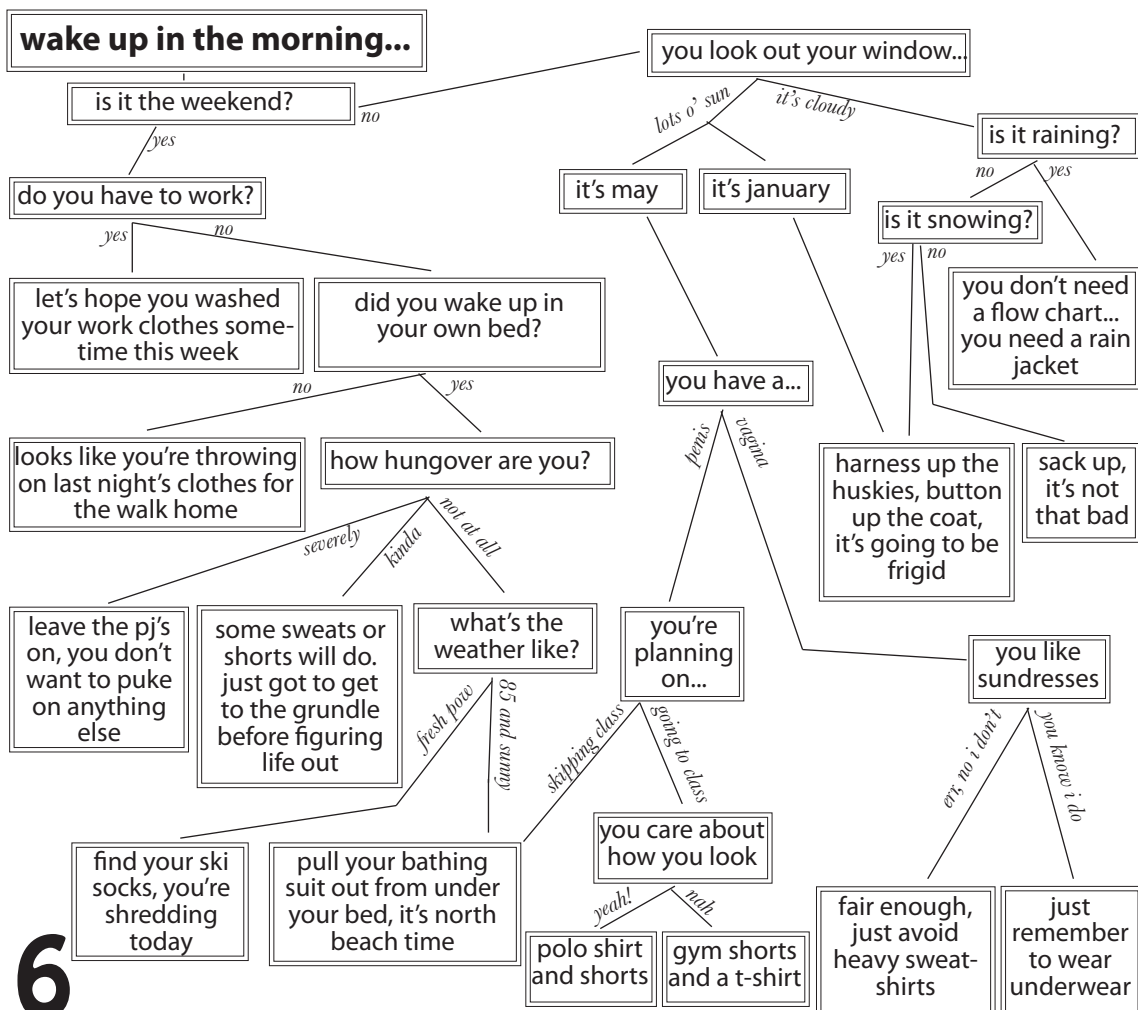 wake up in the morning...
is it the weekend?
no
you look out your window...
lots o' sun
it's cloudy
is it raining?
no
yes
yes
do you have to work?
yes
no
it's may
it's january
is it snowing?
yes
no
let's hope you washed
your work clothes some-
time this week
did you wake up in
your own bed?
you don't need
a flow chart...
you need a rain
jacket
no
yes
you have a...
penis
vagina
looks like you're throwing
on last night's clothes for
the walk home
how hungover are you?
harness up the
huskies, button
up the coat,
it's going to be
frigid
sack up,
it's not
that bad
severely
kinda
not at all
leave the pj's
on, you don't
want to puke
on anything
else
some sweats or
shorts will do.
just got to get
to the grundle
before figuring
life out
what's the
weather like?
you're
planning
on...
you like
sundresses
fresh pow
85 and sunny
skipping class
going to class
err, no i don't
you know i do
find your ski
socks, you're
shredding
today
pull your bathing
suit out from under
your bed, it's north
beach time
you care about
how you look
yeah!
nah
polo shirt
and shorts
gym shorts
and a t-shirt
fair enough,
just avoid
heavy sweat-
shirts
just
remember
to wear
underwear
6